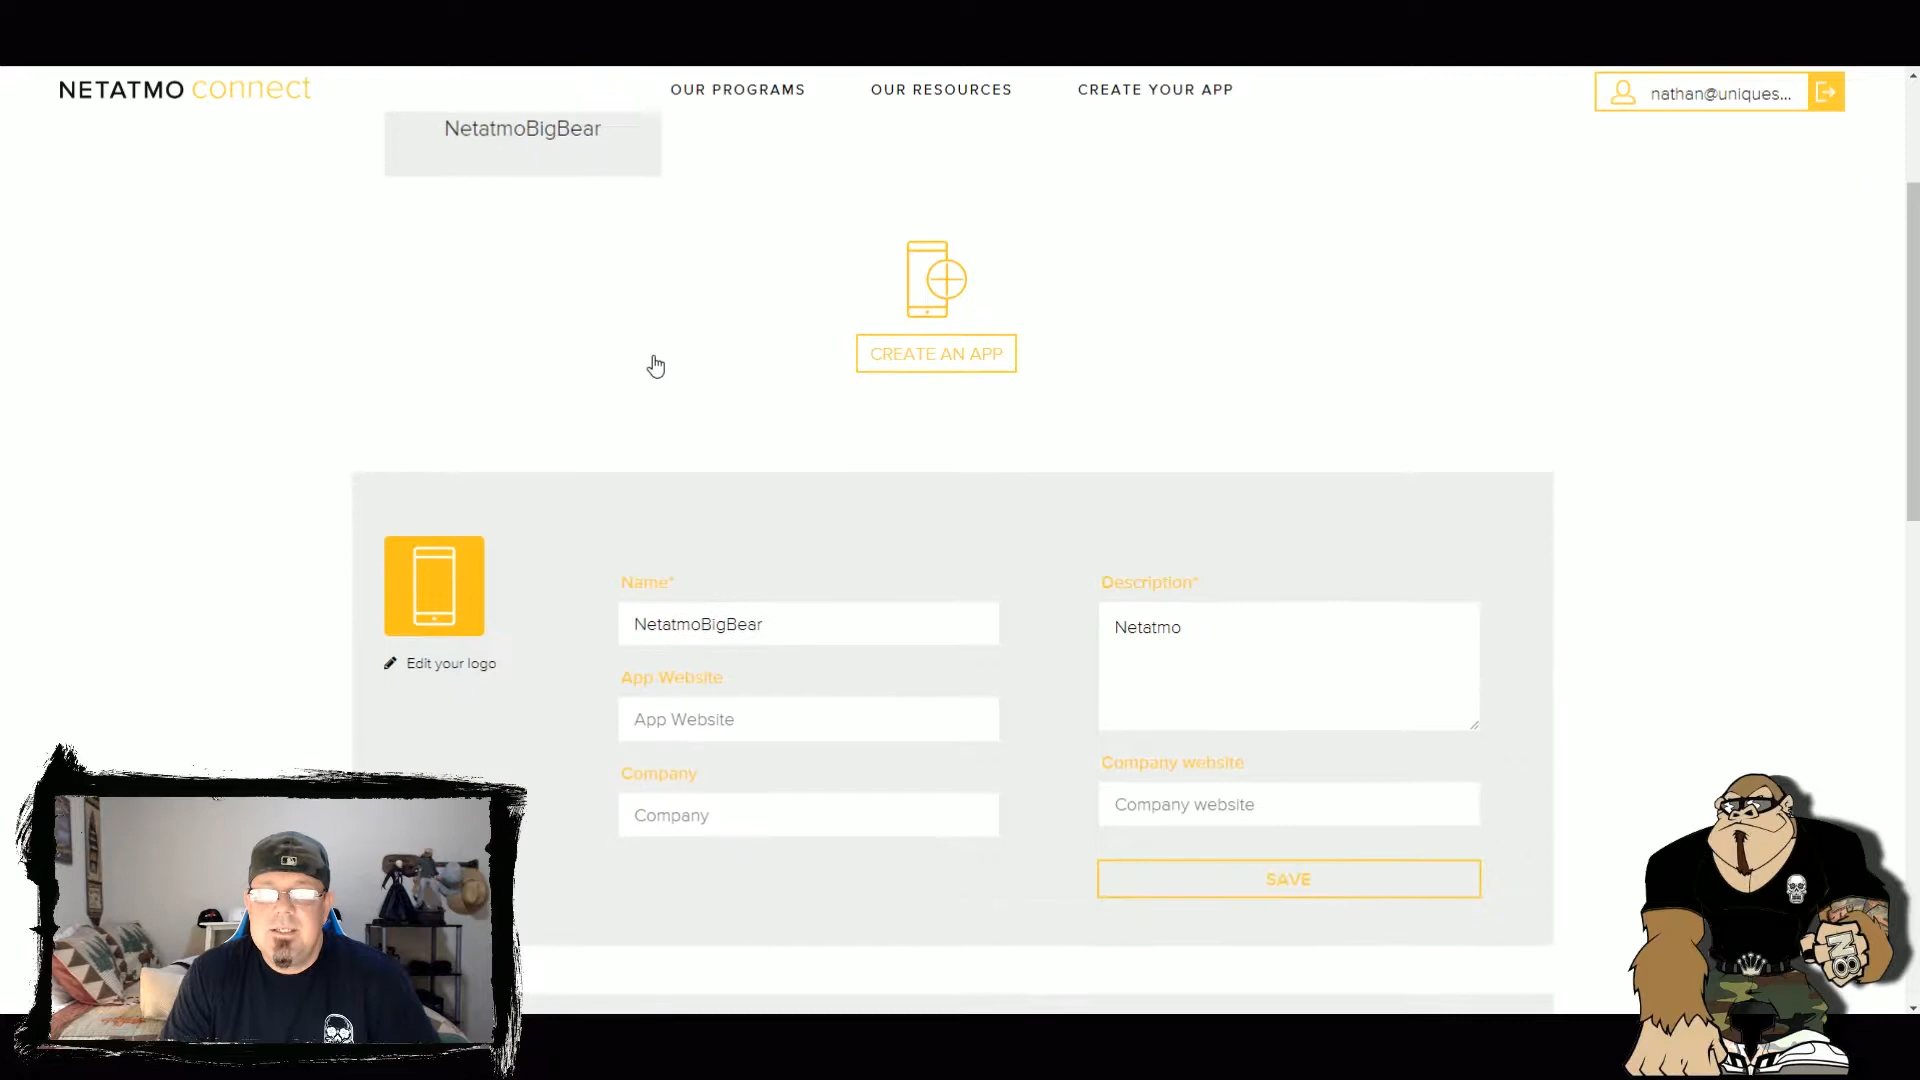 NETATMO connect
OUR PROGRAMS
OUR RESOURCES
CREATE YOUR APP
nathan@uniques...
NetatmoBigBear
CREATE AN APP
Name*
NetatmoBigBear
Description*
Netatmo
Edit your logo
App Website
App Website
Company
Company
Company website
Company website
SAVE